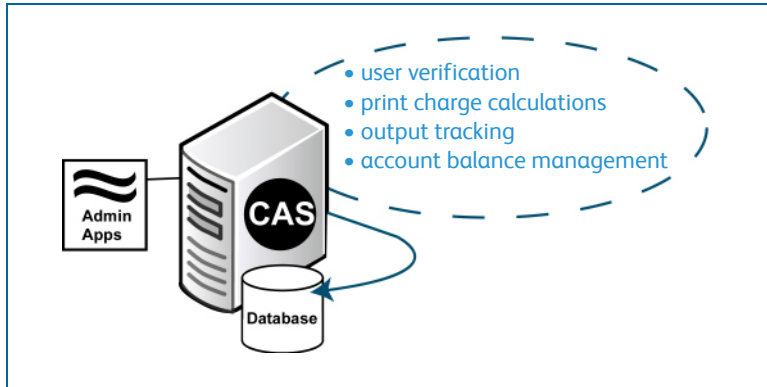 • user verification
• print charge calculations
• output tracking
• account balance management
Admin
Apps
CAS
Database